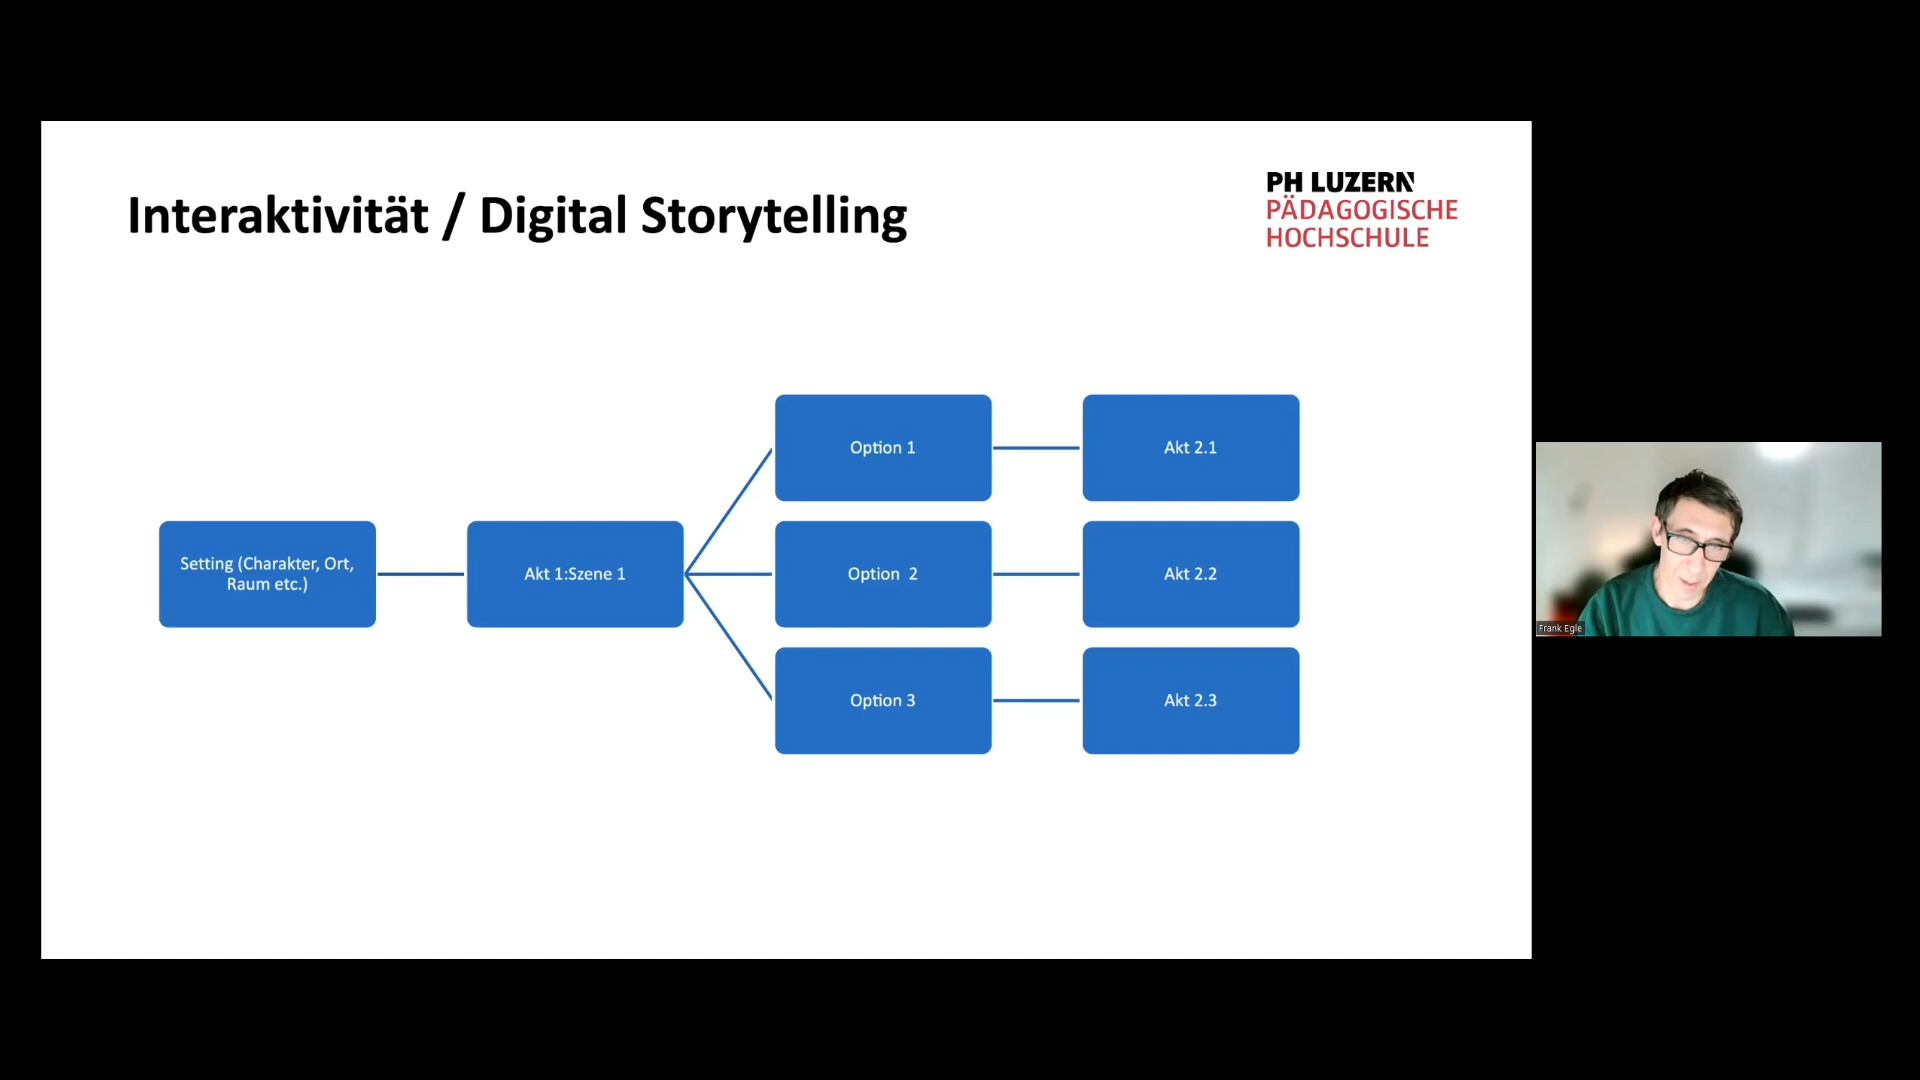 Interaktivität / Digital Storytelling
PH LUZERN
PÄDAGOGISCHE
HOCHSCHULE
Setting (Charakter, Ort,
Raum etc.)
Akt 1:Szene 1
Option 1
Akt 2.1
Option  2
Akt 2.2
Option 3
Akt 2.3
Frank Egle